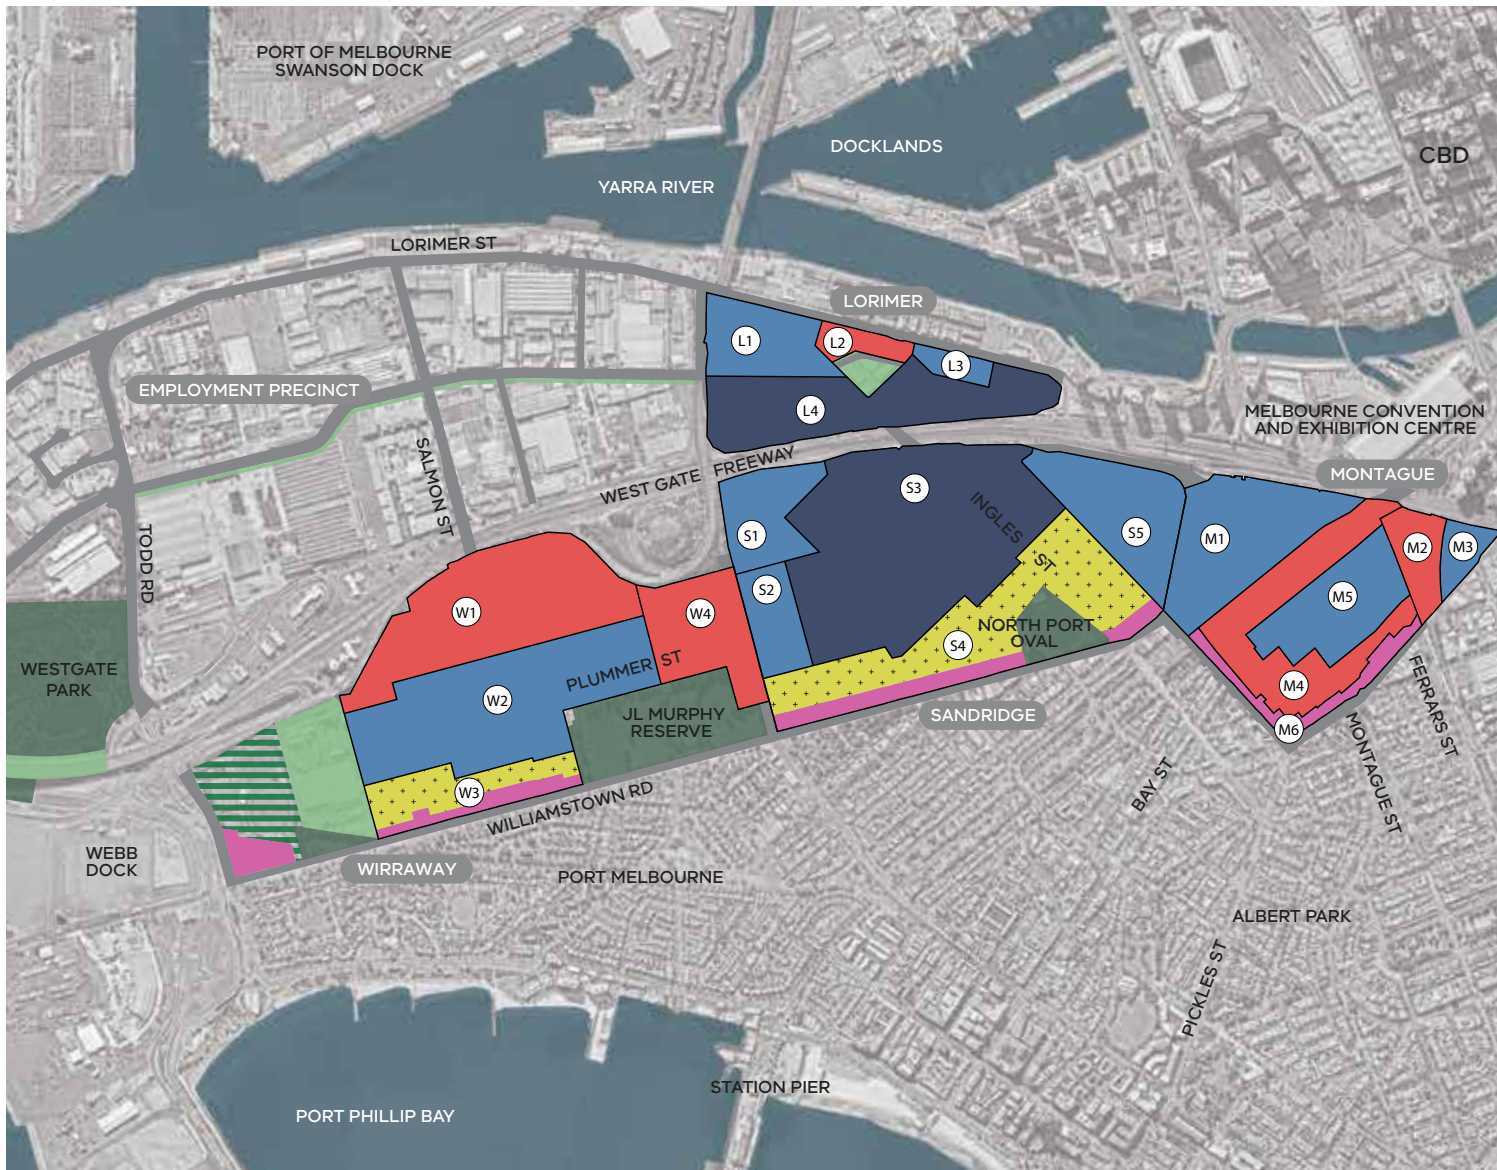 PORT OF MELBOURNE
SWANSON DOCK
DOCKLANDS
CBD
YARRA RIVER
LORIMER ST
LORIMER
L1
L2
L3
L4
EMPLOYMENT PRECINCT
MELBOURNE CONVENTION
AND EXHIBITION CENTRE
MONTAGUE
SALMON ST
WEST GATE FREEWAY
TODD RD
S1
S2
S3
S4
S5
INGLES ST
M1
M2
M3
M4
M5
M6
W1
W2
W3
W4
NORTH PORT
OVAL
WESTGATE
PARK
PLUMMER ST
JL MURPHY
RESERVE
SANDRIDGE
FERRARS ST
MONTAGUE ST
BAY ST
WILLIAMSTOWN RD
WEBB
DOCK
WIRRAWAY
PORT MELBOURNE
ALBERT PARK
PICKLES ST
STATION PIER
PORT PHILLIP BAY